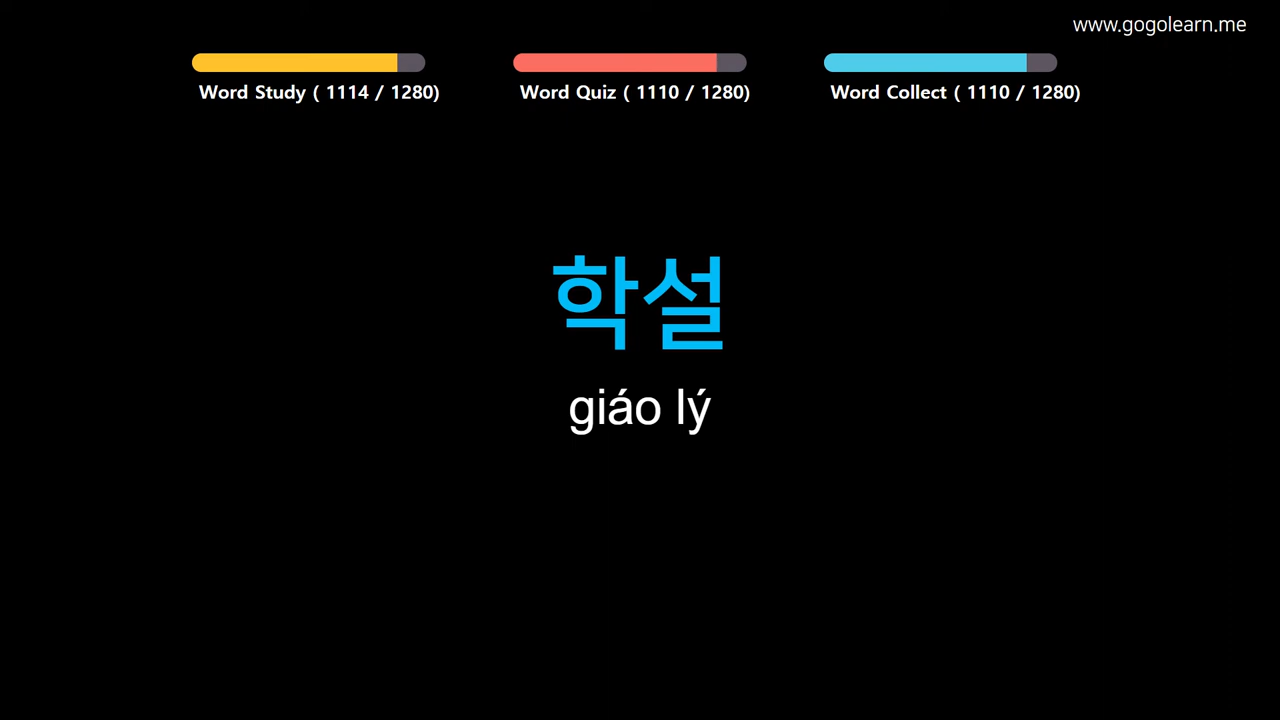 www.gogolearn.me
Word Study ( 1114 / 1280)
Word Quiz ( 1110 / 1280)
Word Collect ( 1110 / 1280)
학설
giáo lý